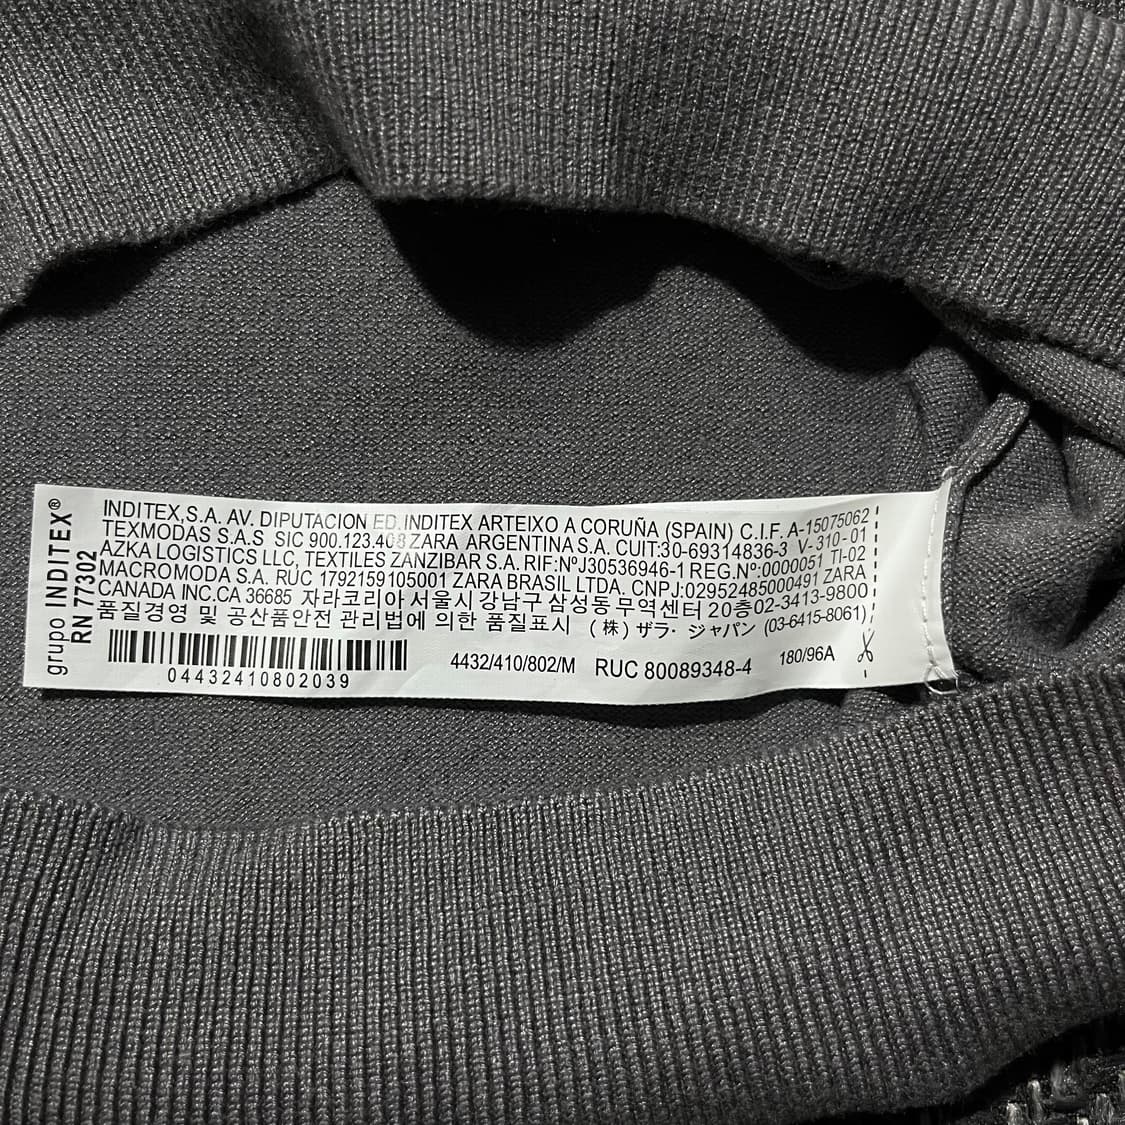 grupo INDITEX®
RN 77302
INDITEX,S.A. AV. DIPUTACION ED. INDITEX ARTEIXO A CORUÑA (SPAIN) C.I.F. A-15075062
TEXMODAS S.A.S SIC 900.123.408 ZARA ARGENTINA S.A. CUIT:30-69314836-3 V-310-01
AZKA LOGISTICS LLC, TEXTILES ZANZIBAR S.A. RIF:NºJ30536946-1 REG.Nº:0000051 TI-02
MACROMODA S.A. RUC 1792159105001 ZARA BRASIL LTDA. CNPJ:02952485000491 ZARA
CANADA INC.CA 36685 자라코리아 서울시 강남구 삼성동 무역센터 20층02-3413-9800
품질경영 및 공산품안전 관리법에 의한 품질표시 (株) ザラ・ジャパン (03-6415-8061)
04432410802039
4432/410/802/M RUC 80089348-4 180/96A